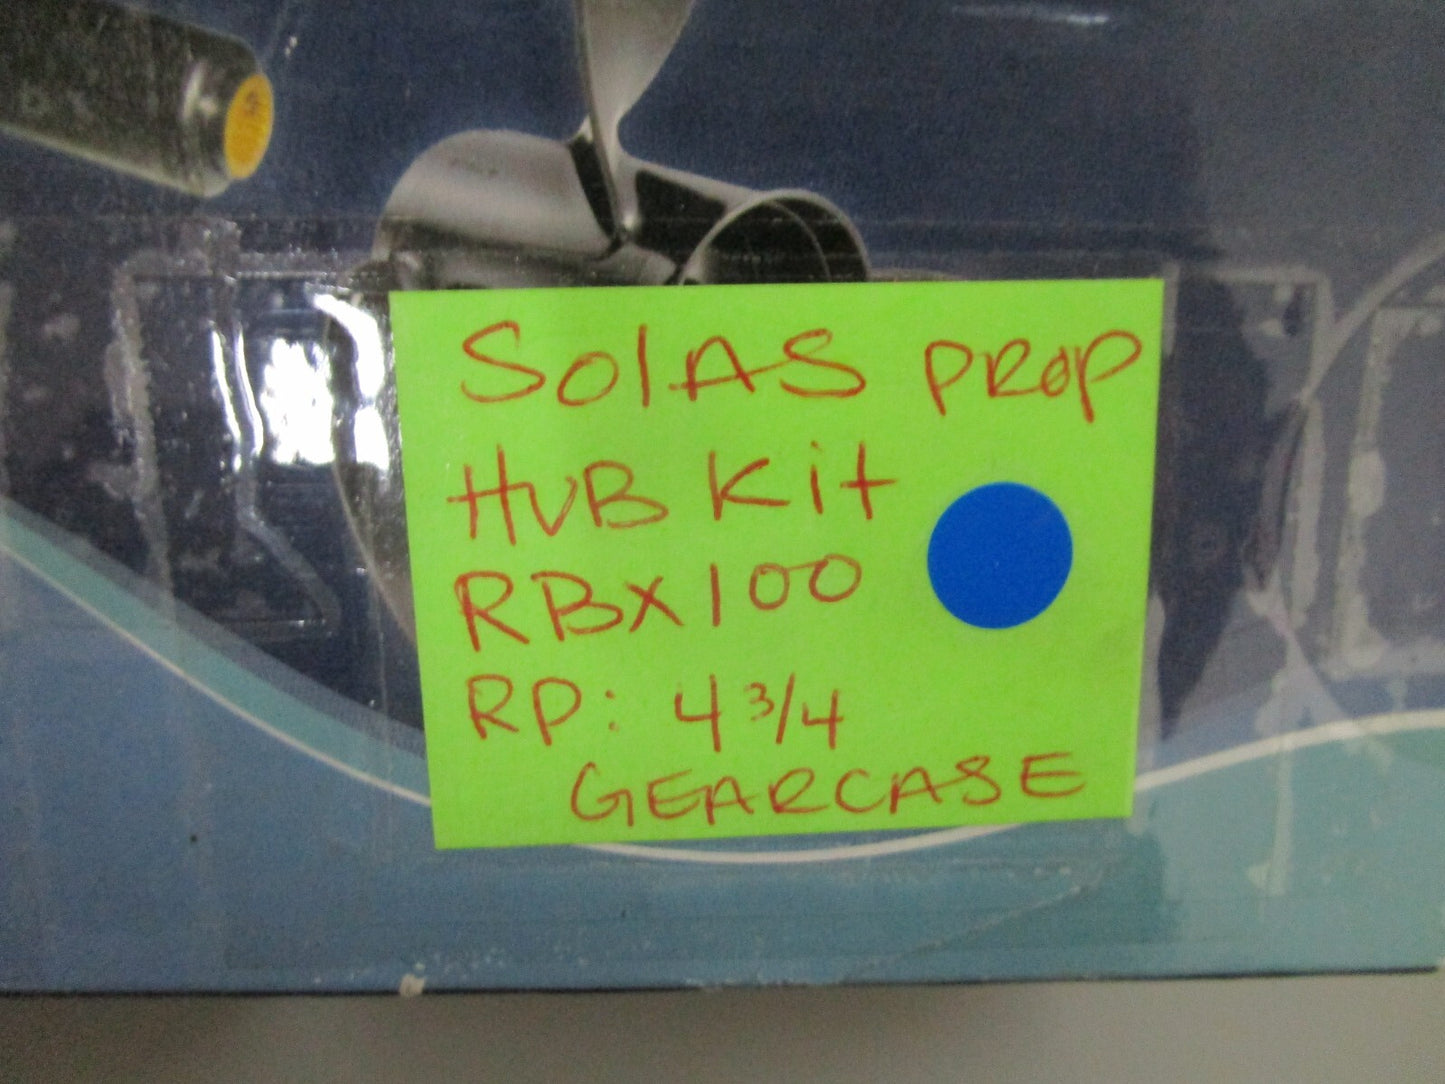 SolAS PROP
HUB Kit
RBX100
RP: 4 3/4
GEARCASE